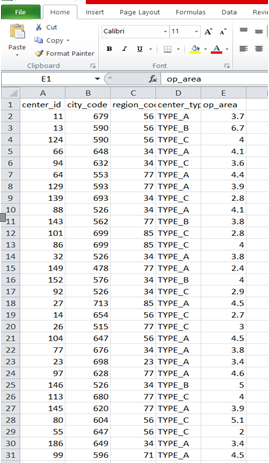 File Home Insert Page Layout Formulas Data
Cut
Copy
Format Painter
Paste
Clipboard
Calibri 11 A A
B I U A
Font
E1 fx op_area
A B C D E
1 center_id city_code region_co center_typ op_area
2 11 679 56 TYPE_A 3.7
3 13 590 56 TYPE_B 6.7
4 124 590 56 TYPE_C 4
5 66 648 34 TYPE_A 4.1
6 94 632 34 TYPE_C 3.6
7 64 553 77 TYPE_A 4.4
8 129 593 77 TYPE_A 3.9
9 139 693 34 TYPE_C 2.8
10 88 526 34 TYPE_A 4.1
11 143 562 77 TYPE_B 3.8
12 101 699 85 TYPE_C 2.8
13 86 699 85 TYPE_C 4
14 32 526 34 TYPE_A 3.8
15 149 478 77 TYPE_A 2.4
16 152 576 34 TYPE_B 4
17 92 526 34 TYPE_C 2.9
18 27 713 85 TYPE_A 4.5
19 14 654 56 TYPE_C 2.7
20 26 515 77 TYPE_C 3
21 104 647 56 TYPE_A 4.5
22 77 676 34 TYPE_A 3.8
23 23 698 23 TYPE_A 3.4
24 97 628 77 TYPE_A 4.6
25 146 526 34 TYPE_B 5
26 113 680 77 TYPE_C 4
27 145 620 77 TYPE_A 3.9
28 80 604 56 TYPE_C 5.1
29 55 647 56 TYPE_C 2
30 186 649 34 TYPE_A 3.4
31 99 596 71 TYPE_A 4.5